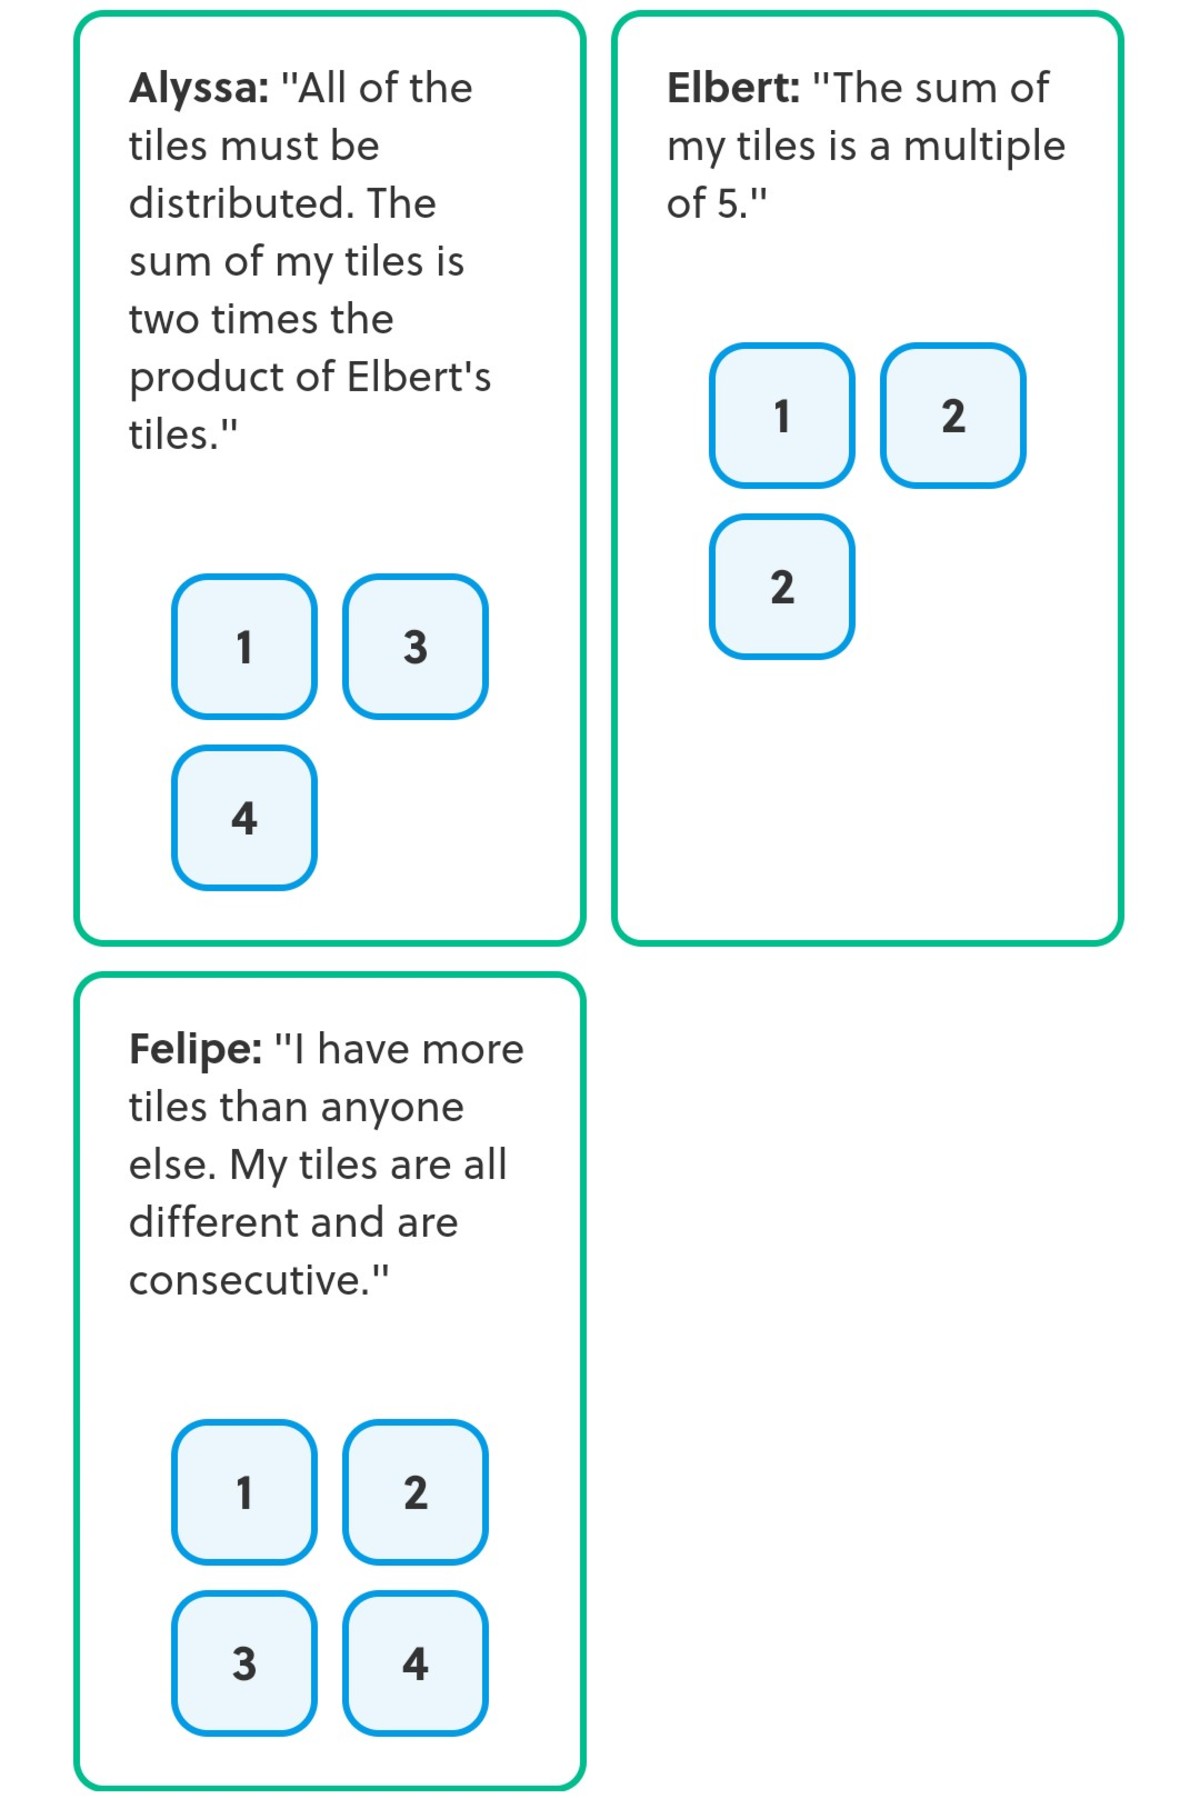 Alyssa: "All of the
tiles must be
distributed. The
sum of my tiles is
two times the
product of Elbert's
tiles."
1 3
4
Elbert: "The sum of
my tiles is a multiple
of 5."
1 2
2
Felipe: "I have more
tiles than anyone
else. My tiles are all
different and are
consecutive."
1 2
3 4